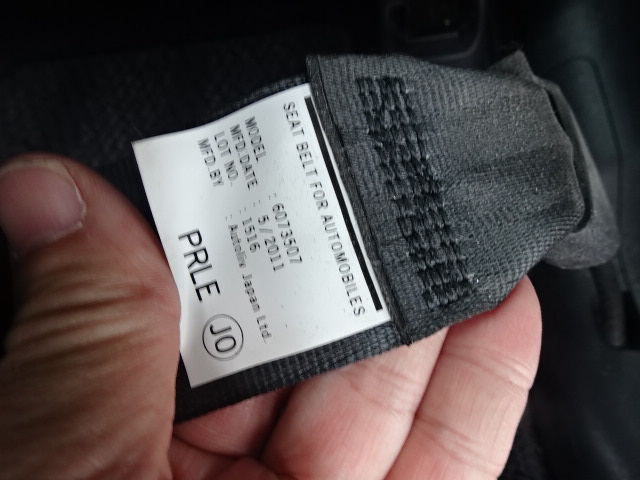 SEAT BELT FOR AUTOMOBILES
MODEL : 6073507
MFD.DATE : 5/2011
LOT NO. : 1516
MFD.BY : Autoliv Japan Ltd.
PRLE JO